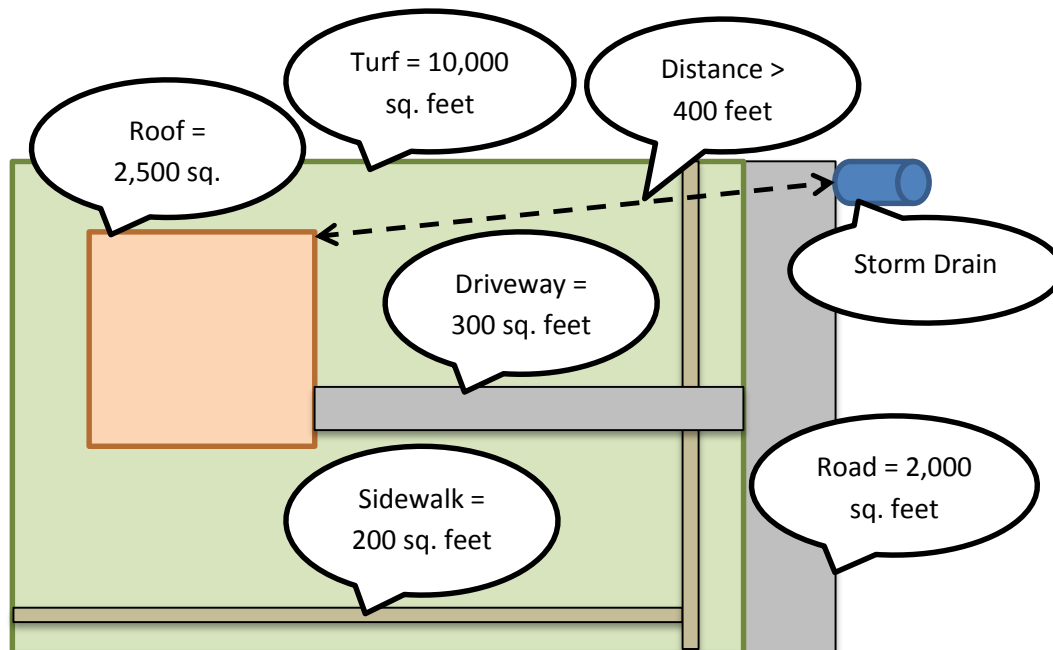 Turf = 10,000
sq. feet
Distance >
400 feet
Roof =
2,500 sq.
Storm Drain
Driveway =
300 sq. feet
Road = 2,000
sq. feet
Sidewalk =
200 sq. feet